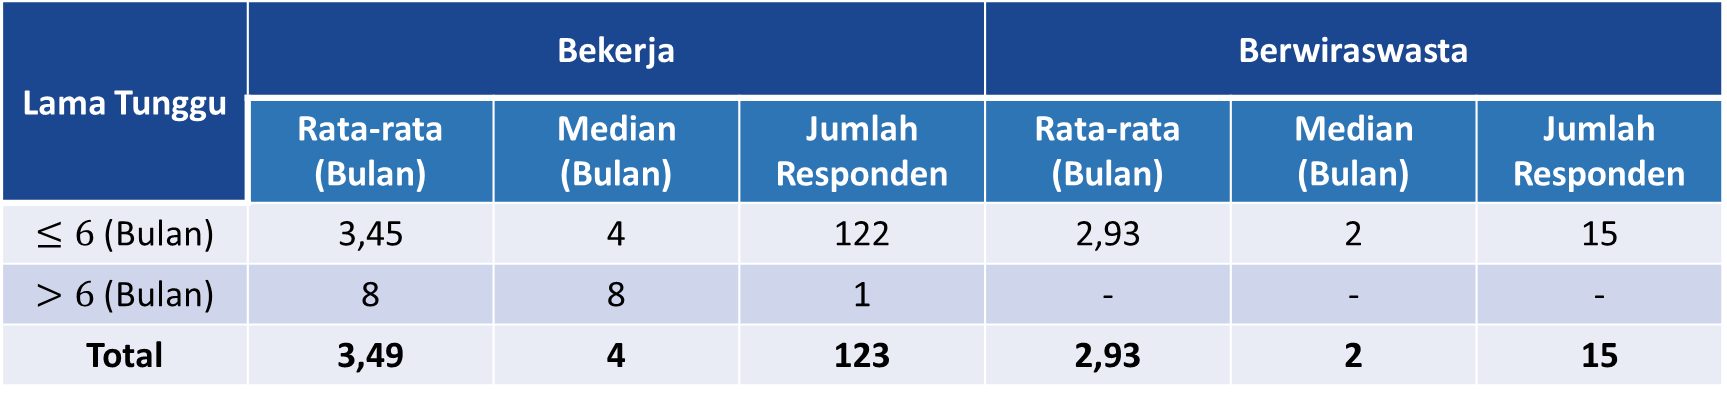 Lama Tunggu
Bekerja
Berwiraswasta
Rata-rata
(Bulan)
Median
(Bulan)
Jumlah
Responden
Rata-rata
(Bulan)
Median
(Bulan)
Jumlah
Responden
≤ 6 (Bulan) 3,45 4 122 2,93 2 15
> 6 (Bulan) 8 8 1 - - -
Total 3,49 4 123 2,93 2 15